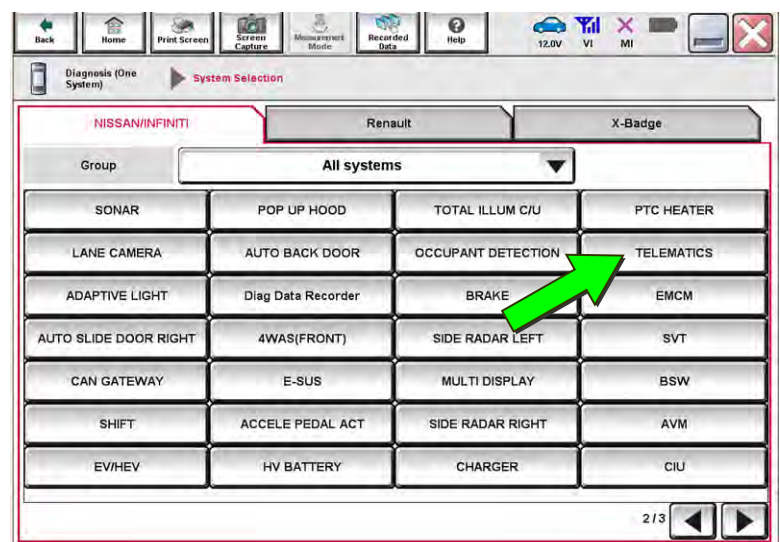 Back Home Print Screen Screen Capture Measurement Mode Recorded Data Help 12.0V VI MI
Diagnosis (One System) System Selection
NISSAN/INFINITI Renault X-Badge
Group All systems
SONAR POP UP HOOD TOTAL ILLUM C/U PTC HEATER
LANE CAMERA AUTO BACK DOOR OCCUPANT DETECTION TELEMATICS
ADAPTIVE LIGHT Diag Data Recorder BRAKE EMCM
AUTO SLIDE DOOR RIGHT 4WAS(FRONT) SIDE RADAR LEFT SVT
CAN GATEWAY E-SUS MULTI DISPLAY BSW
SHIFT ACCELE PEDAL ACT SIDE RADAR RIGHT AVM
EV/HEV HV BATTERY CHARGER CIU
2/3